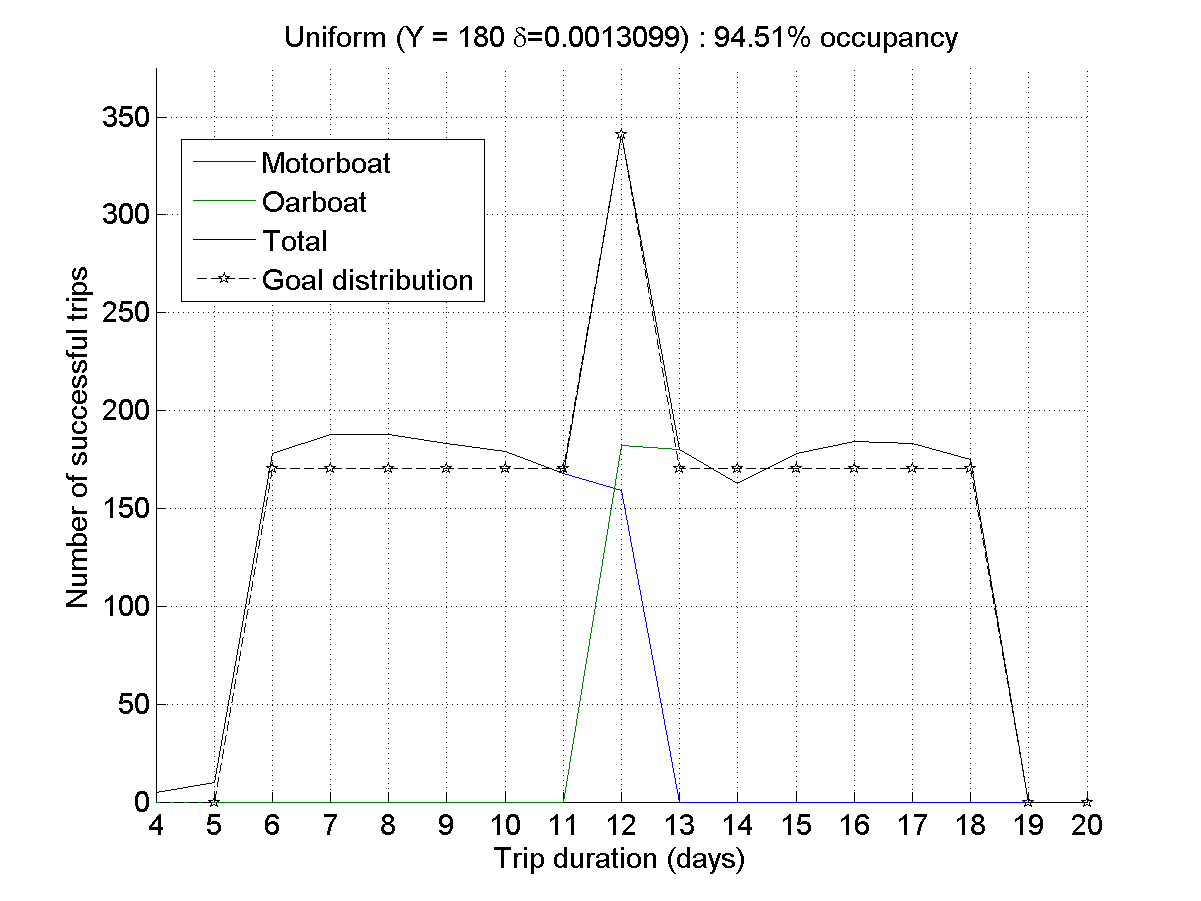 Uniform (Y = 180 δ=0.0013099) : 94.51% occupancy
Number of successful trips
350
300
250
200
150
100
50
0
Motorboat
Oarboat
Total
Goal distribution
4 5 6 7 8 9 10 11 12 13 14 15 16 17 18 19 20
Trip duration (days)